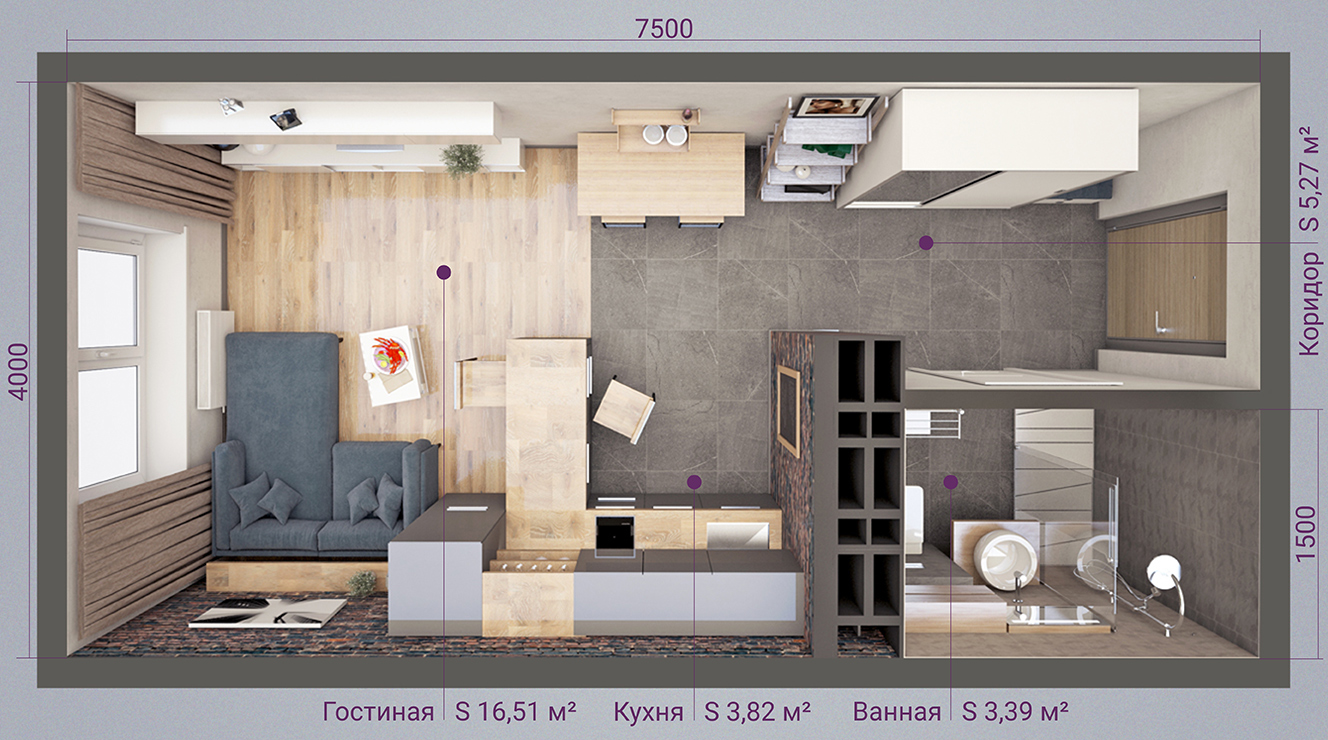 7500
4000
Коридор S 5,27 м²
1500
Гостиная S 16,51 м²
Кухня S 3,82 м²
Ванная S 3,39 м²